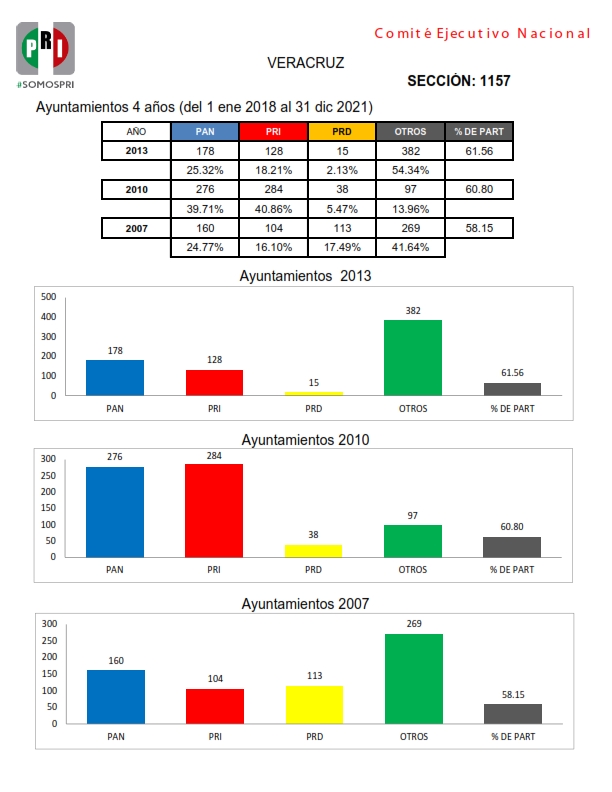 Comité Ejecutivo Nacional
PRI
#SOMOSPRI
VERACRUZ
SECCIÓN: 1157
Ayuntamientos 4 años (del 1 ene 2018 al 31 dic 2021)
AÑO PAN PRI PRD OTROS % DE PART
2013 178 128 15 382 61.56
25.32% 18.21% 2.13% 54.34%
2010 276 284 38 97 60.80
39.71% 40.86% 5.47% 13.96%
2007 160 104 113 269 58.15
24.77% 16.10% 17.49% 41.64%
Ayuntamientos 2013
500
400
300
200
100
0
178 128 15 382 61.56
PAN PRI PRD OTROS % DE PART
Ayuntamientos 2010
300
250
200
150
100
50
0
276 284 38 97 60.80
PAN PRI PRD OTROS % DE PART
Ayuntamientos 2007
300
250
200
150
100
50
0
160 104 113 269 58.15
PAN PRI PRD OTROS % DE PART